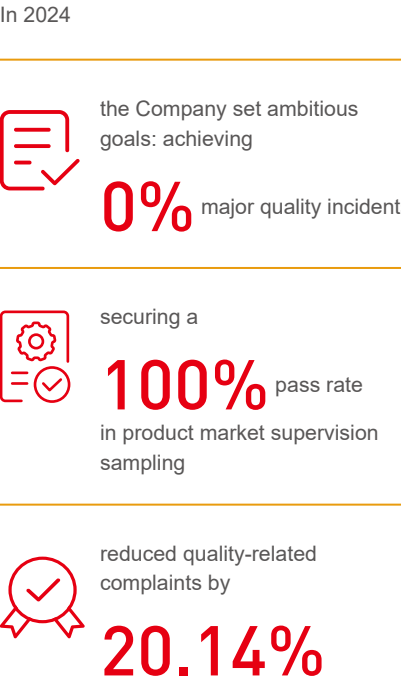 In 2024
the Company set ambitious
goals: achieving
0% major quality incident
securing a
100% pass rate
in product market supervision
sampling
reduced quality-related
complaints by
20.14%